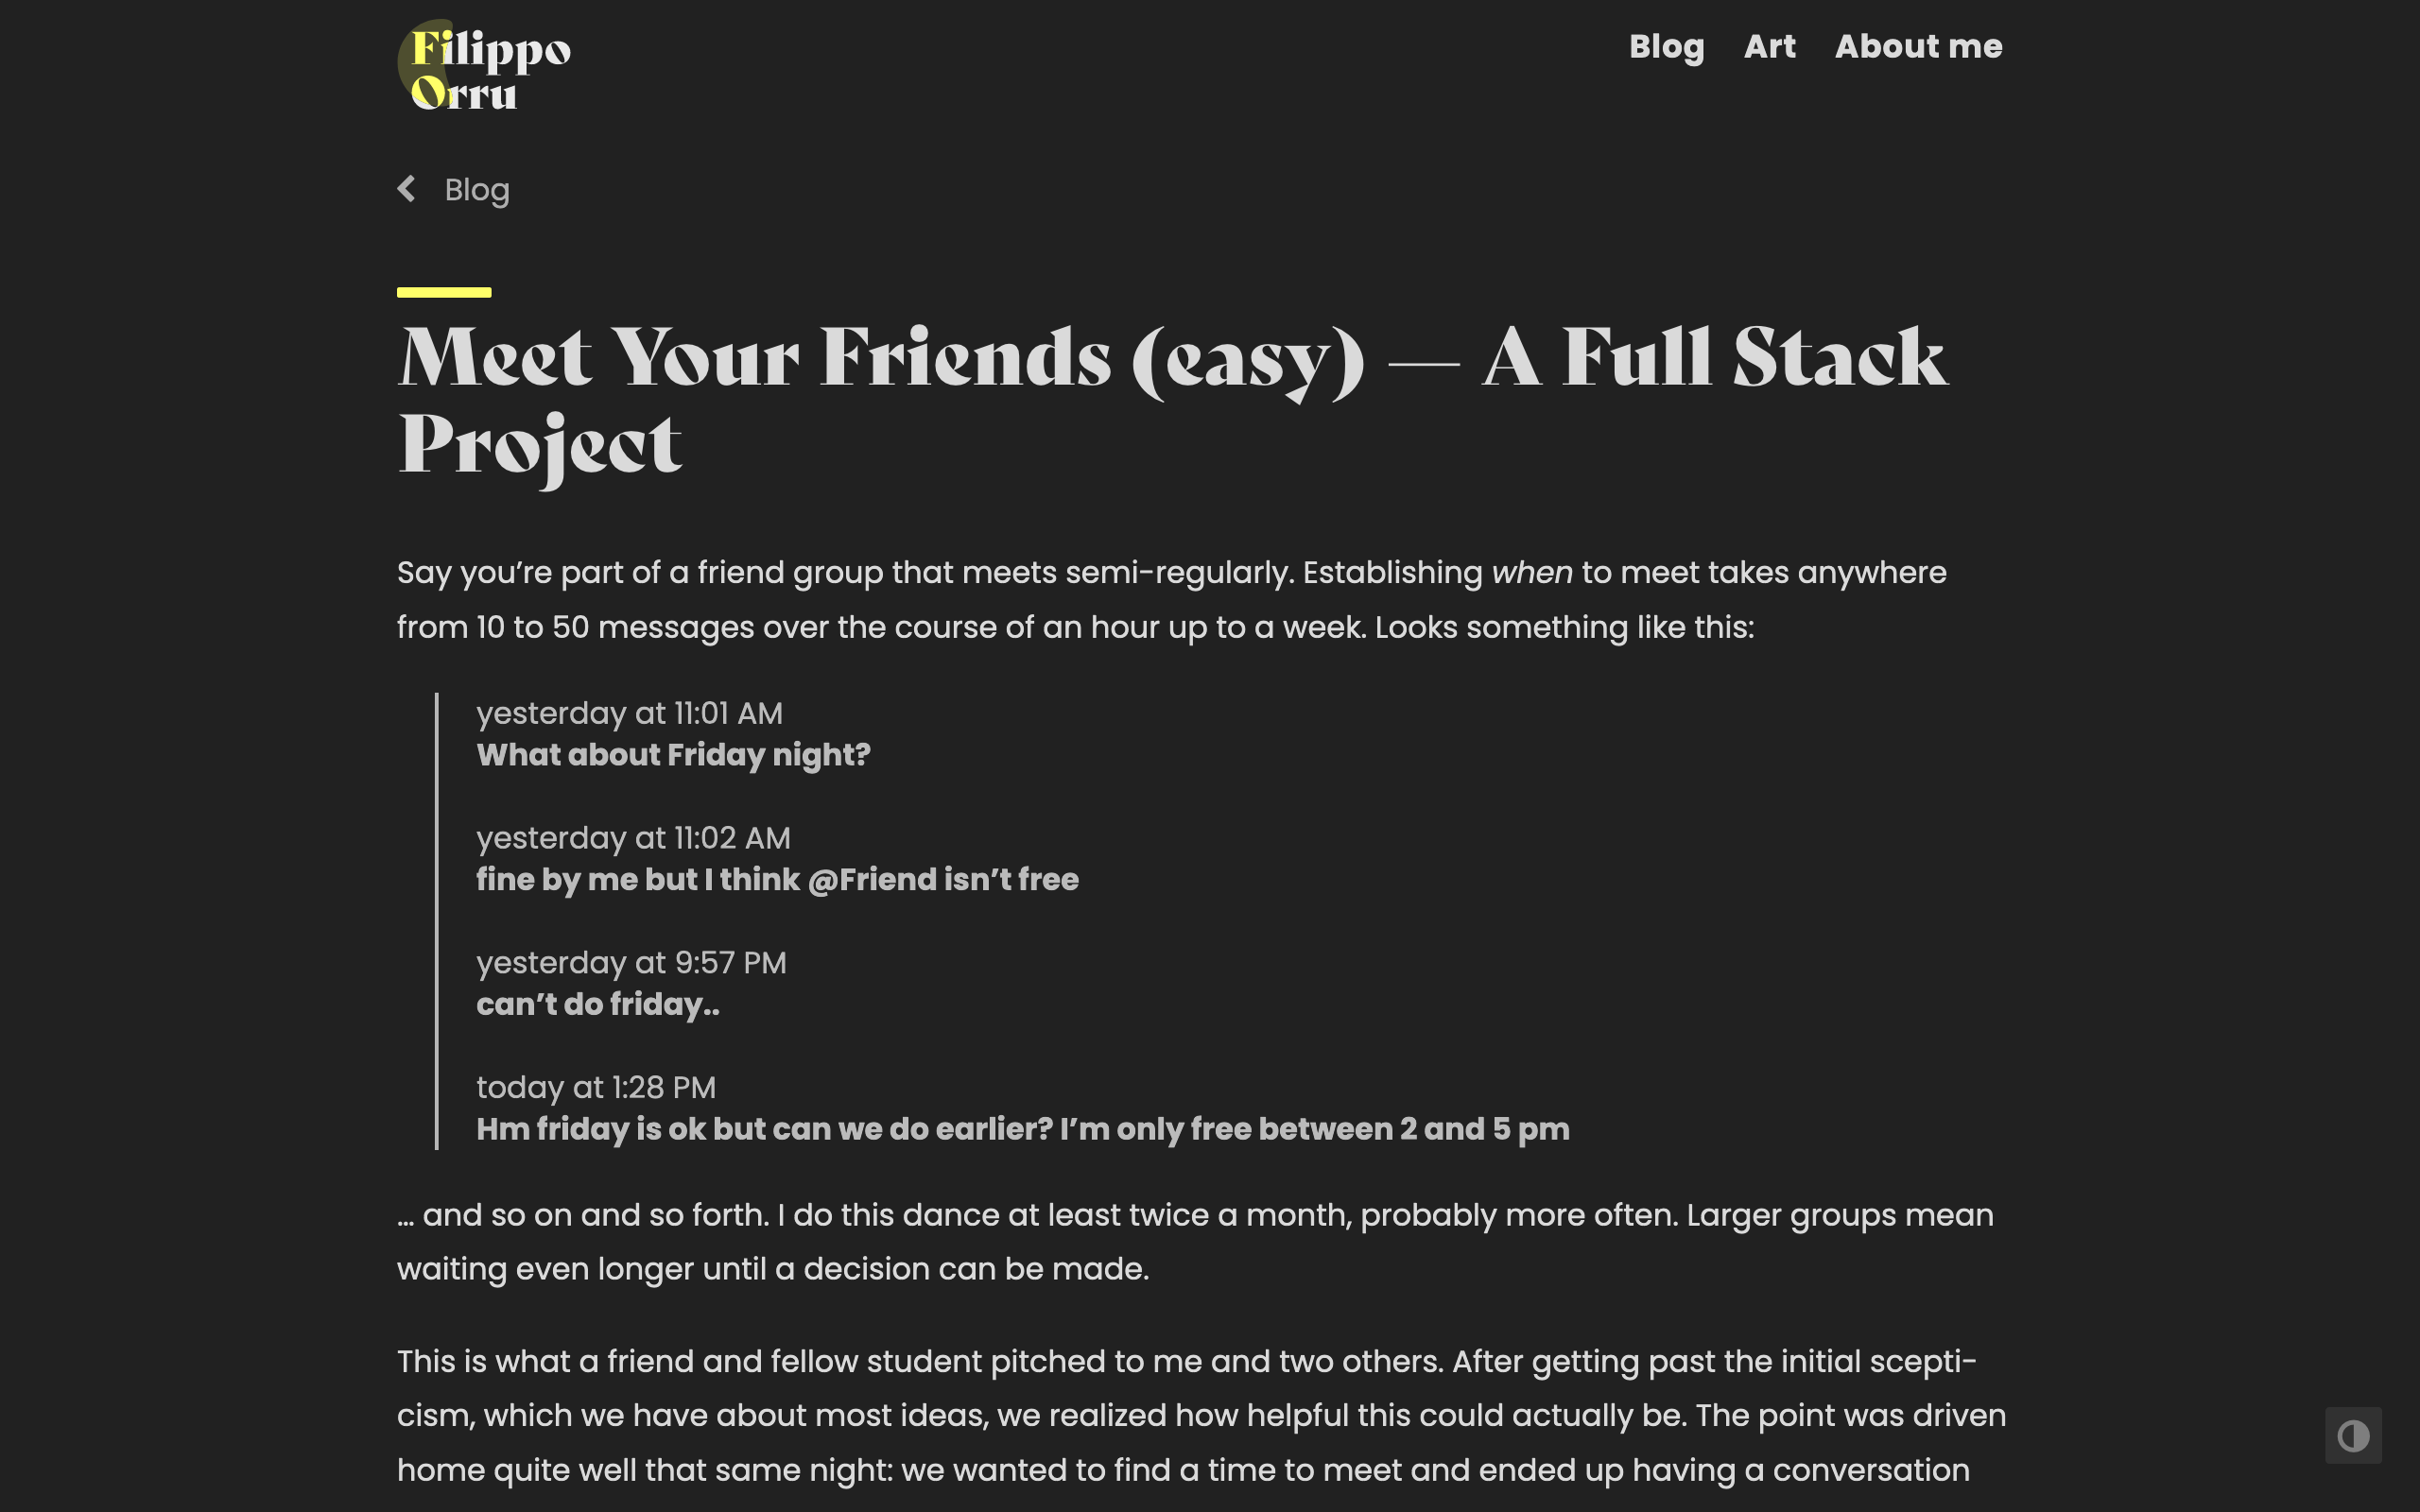 Filippo
Orru
Blog Art About me
Blog
Meet Your Friends (easy) — A Full Stack
Project
Say you’re part of a friend group that meets semi-regularly. Establishing when to meet takes anywhere
from 10 to 50 messages over the course of an hour up to a week. Looks something like this:
yesterday at 11:01 AM
What about Friday night?
yesterday at 11:02 AM
fine by me but I think @Friend isn’t free
yesterday at 9:57 PM
can’t do friday..
today at 1:28 PM
Hm friday is ok but can we do earlier? I’m only free between 2 and 5 pm
… and so on and so forth. I do this dance at least twice a month, probably more often. Larger groups mean
waiting even longer until a decision can be made.
This is what a friend and fellow student pitched to me and two others. After getting past the initial scepti-
cism, which we have about most ideas, we realized how helpful this could actually be. The point was driven
home quite well that same night: we wanted to find a time to meet and ended up having a conversation